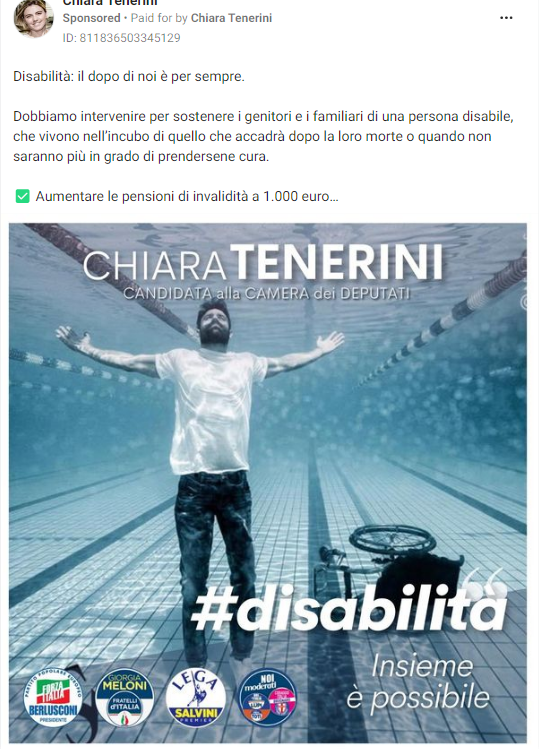 Chiara Tenerini
Sponsored • Paid for by Chiara Tenerini
ID: 811836503345129
Disabilità: il dopo di noi è per sempre.
Dobbiamo intervenire per sostenere i genitori e i familiari di una persona disabile,
che vivono nell'incubo di quello che accadrà dopo la loro morte o quando non
saranno più in grado di prendersene cura.
✅ Aumentare le pensioni di invalidità a 1.000 euro…
CHIARA TENERINI
CANDIDATA alla CAMERA dei DEPUTATI
#disabilità
Insieme
è possibile
PARTITO POPOLARE EUROPEO
FORZA
ITALIA
BERLUSCONI
PRESIDENTE
GIORGIA
MELONI
FRATELLI
d'ITALIA
LEGA
SALVINI
PREMIER
NOI
moderati